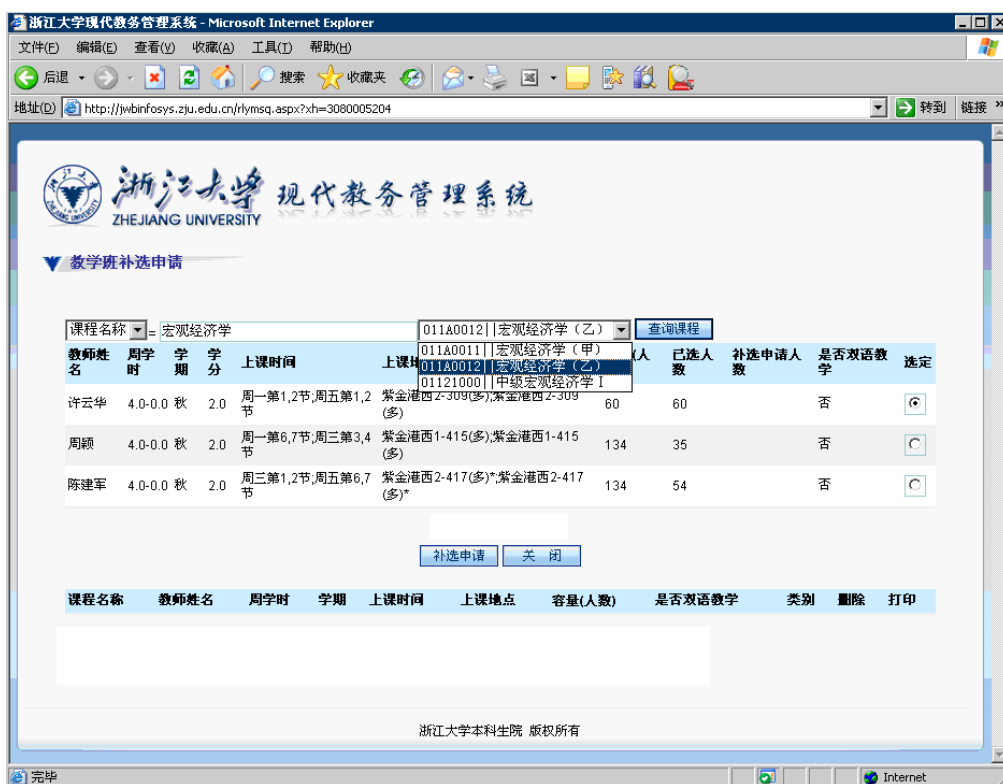 浙江大学现代教务管理系统 - Microsoft Internet Explorer
文件(F) 编辑(E) 查看(V) 收藏(A) 工具(T) 帮助(H)
后退 搜索 收藏夹
地址(D) http://jwbinfosys.zju.edu.cn/rlymsq.aspx?xh=3080005204 转到 链接 »
浙江大学 现代教务管理系统
ZHEJIANG UNIVERSITY
教学班补选申请
课程名称 = 宏观经济学 011A0012||宏观经济学（乙） 查询课程
011A0011||宏观经济学（甲）
011A0012||宏观经济学（乙）
01121000||中级宏观经济学Ⅰ
教师姓名 周学时 学期 学分 上课时间 上课 (人 已选人数 补选申请人数 是否双语教学 选定
许云华 4.0-0.0 秋 2.0 周一第1,2节;周五第1,2节 紫金港西2-309(多);紫金港西2-309(多) 60 60 否
周颖 4.0-0.0 秋 2.0 周一第6,7节;周三第3,4节 紫金港西1-415(多);紫金港西1-415(多) 134 35 否
陈建军 4.0-0.0 秋 2.0 周三第1,2节;周五第6,7节 紫金港西2-417(多)*;紫金港西2-417(多)* 134 54 否
补选申请 关 闭
课程名称 教师姓名 周学时 学期 上课时间 上课地点 容量(人数) 是否双语教学 类别 删除 打印
浙江大学本科生院 版权所有
完毕 Internet